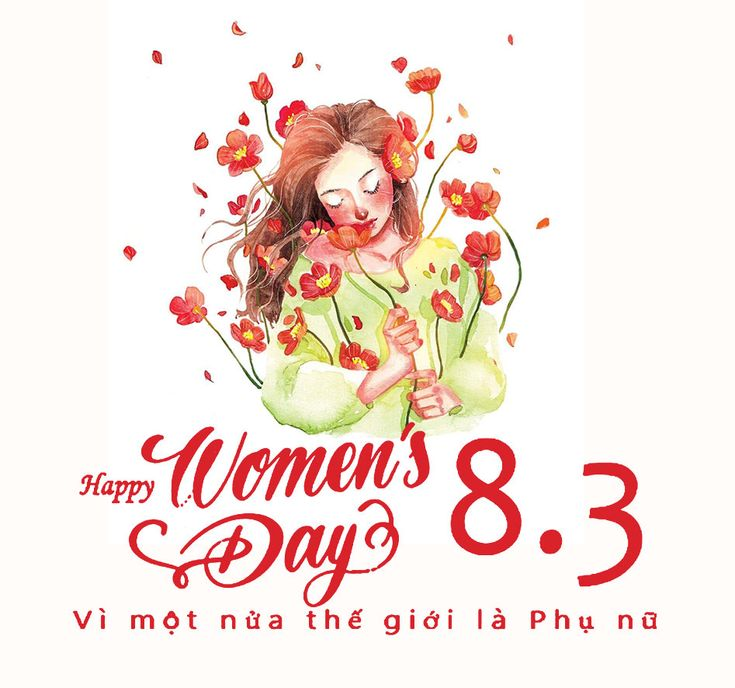 Happy Women's 8.3
Day
Vì một nửa thế giới là Phụ nữ